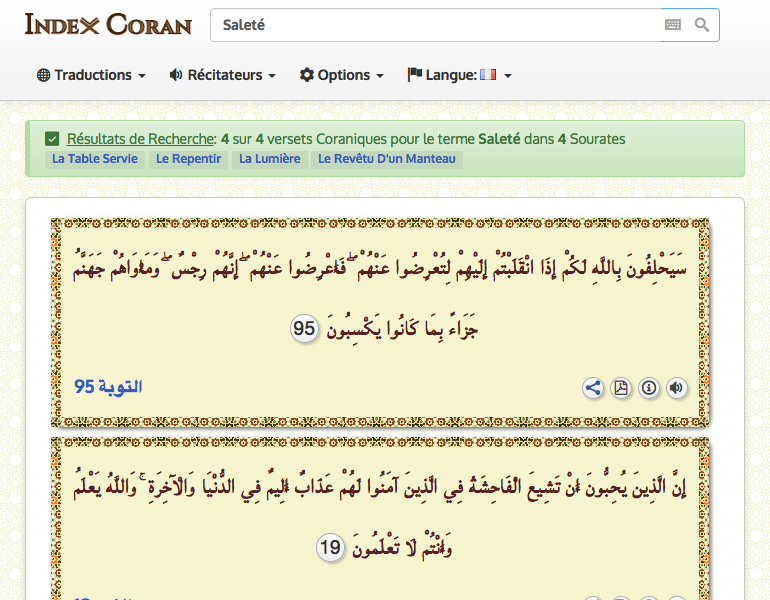 Index Coran
Saleté
Traductions Récitateurs Options Langue:
Résultats de Recherche: 4 sur 4 versets Coraniques pour le terme Saleté dans 4 Sourates
La Table Servie Le Repentir La Lumière Le Revêtu D'un Manteau
سَيَحْلِفُونَ بِاللَّهِ لَكُمْ إِذَا انْقَلَبْتُمْ إِلَيْهِمْ لِتُعْرِضُوا عَنْهُمْ ۖ فَأَعْرِضُوا عَنْهُمْ ۖ إِنَّهُمْ رِجْسٌ ۖ وَمَأْوَاهُمْ جَهَنَّمُ
جَزَاءً بِمَا كَانُوا يَكْسِبُونَ 95
التوبة 95
إِنَّ الَّذِينَ يُحِبُّونَ أَنْ تَشِيعَ الْفَاحِشَةُ فِي الَّذِينَ آمَنُوا لَهُمْ عَذَابٌ أَلِيمٌ فِي الدُّنْيَا وَالْآخِرَةِ ۚ وَاللَّهُ يَعْلَمُ
وَأَنْتُمْ لَا تَعْلَمُونَ 19